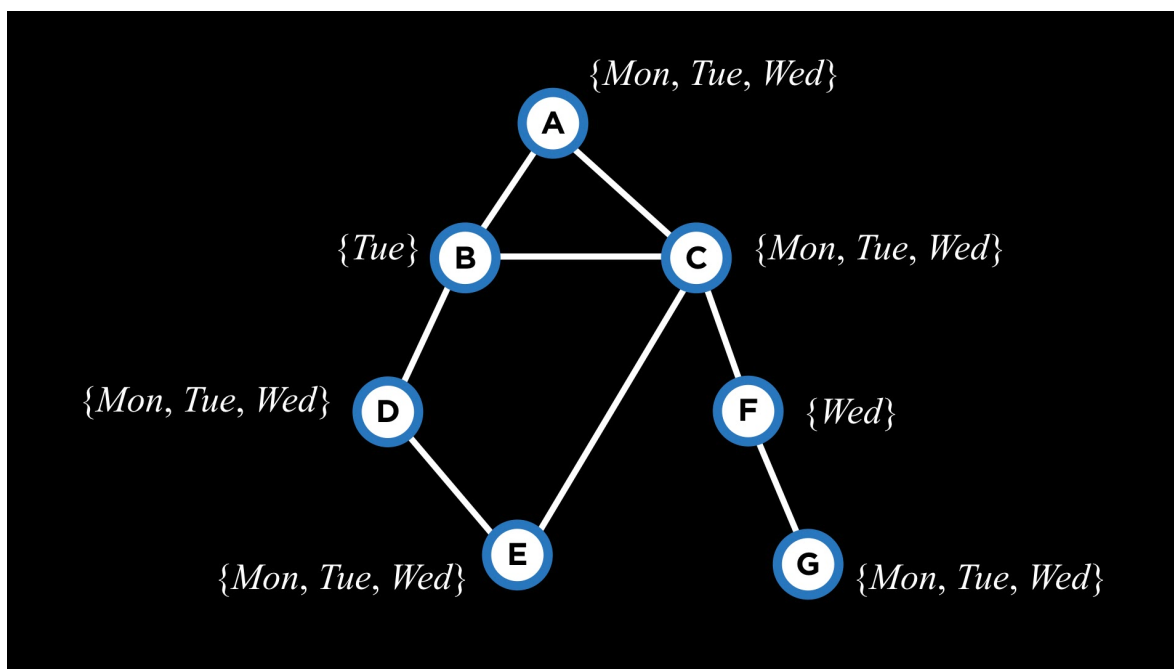 {Mon, Tue, Wed}
A
{Tue}
B
C
{Mon, Tue, Wed}
{Mon, Tue, Wed}
D
F
{Wed}
{Mon, Tue, Wed}
E
G
{Mon, Tue, Wed}